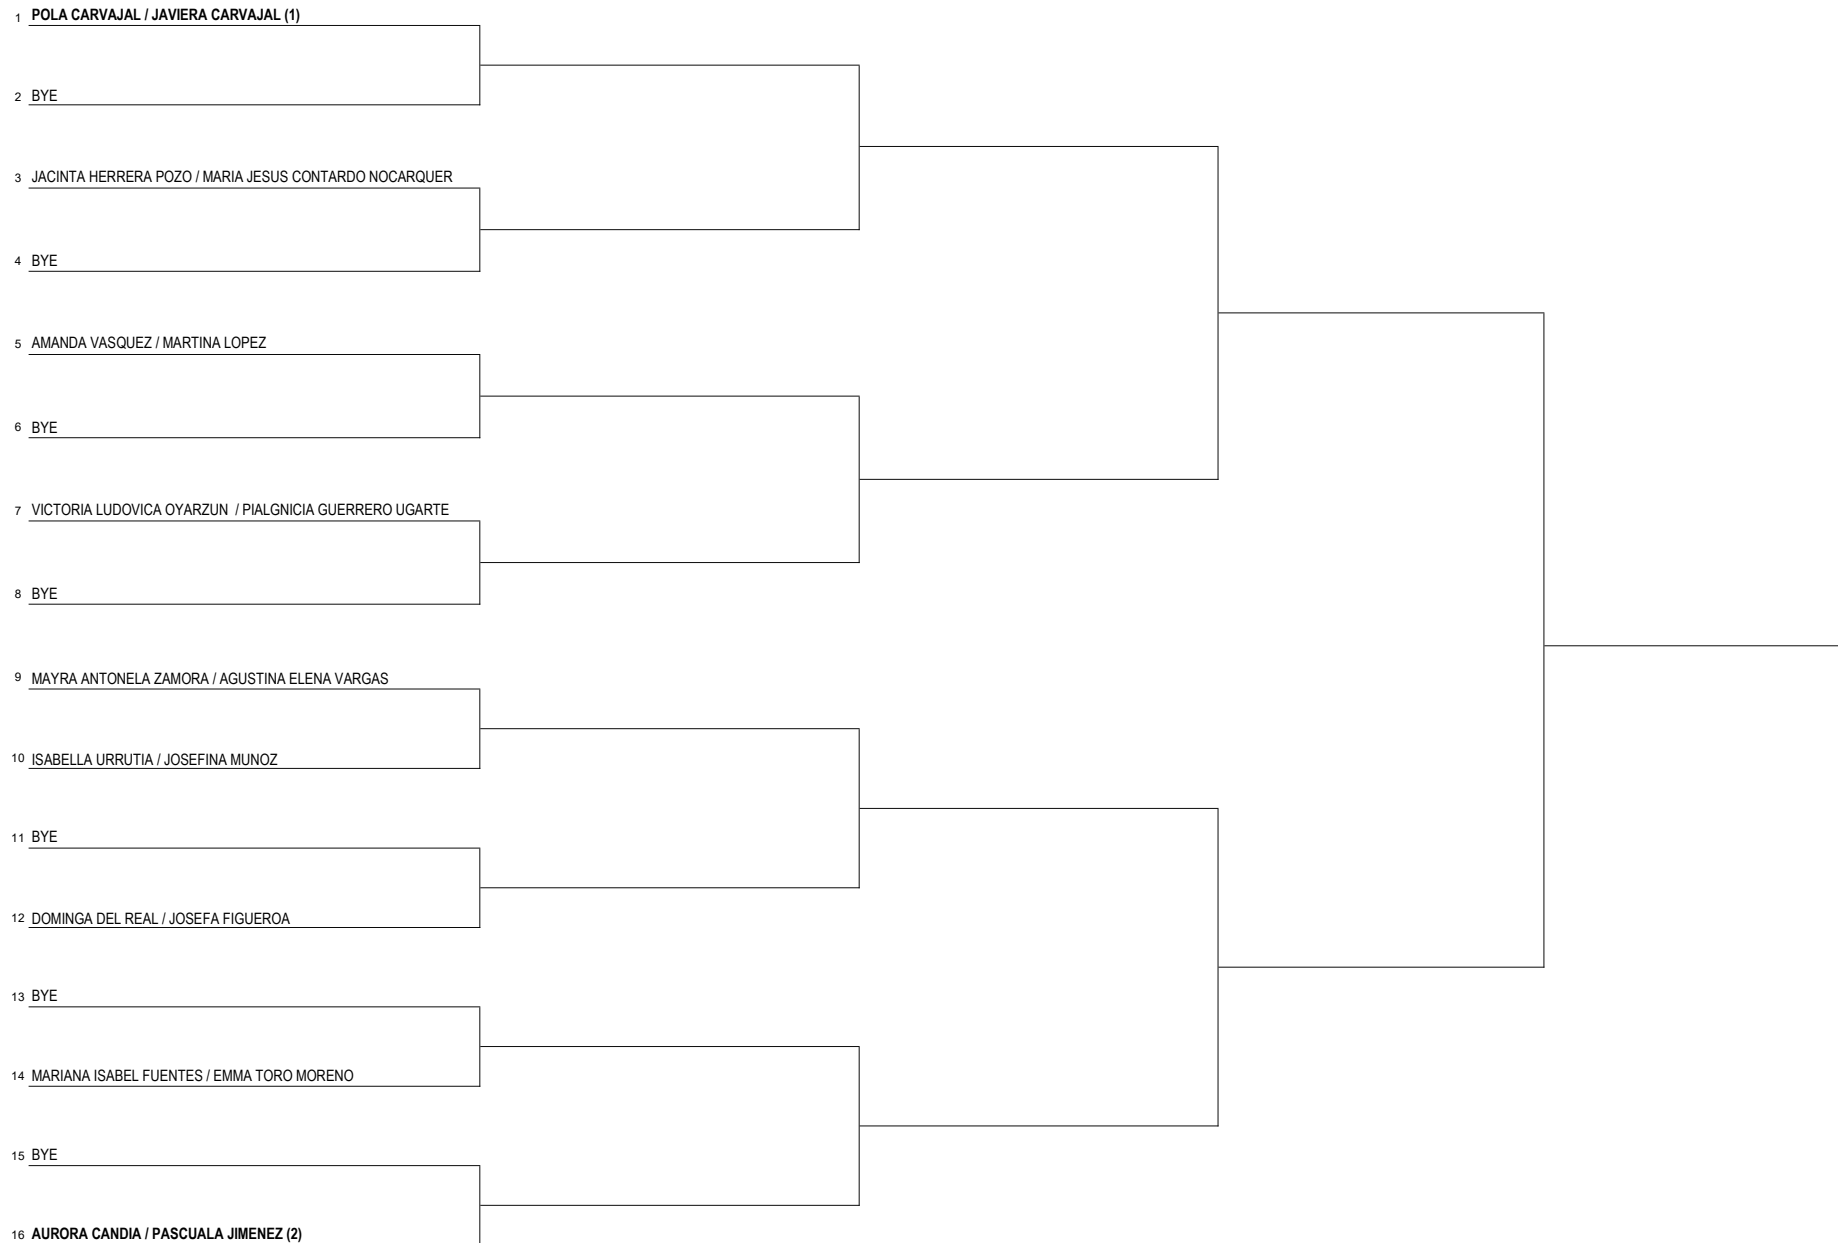 1 POLA CARVAJAL / JAVIERA CARVAJAL (1)
2 BYE
3 JACINTA HERRERA POZO / MARIA JESUS CONTARDO NOCARQUER
4 BYE
5 AMANDA VASQUEZ / MARTINA LOPEZ
6 BYE
7 VICTORIA LUDOVICA OYARZUN / PIALGNICIA GUERRERO UGARTE
8 BYE
9 MAYRA ANTONELA ZAMORA / AGUSTINA ELENA VARGAS
10 ISABELLA URRUTIA / JOSEFINA MUNOZ
11 BYE
12 DOMINGA DEL REAL / JOSEFA FIGUEROA
13 BYE
14 MARIANA ISABEL FUENTES / EMMA TORO MORENO
15 BYE
16 AURORA CANDIA / PASCUALA JIMENEZ (2)